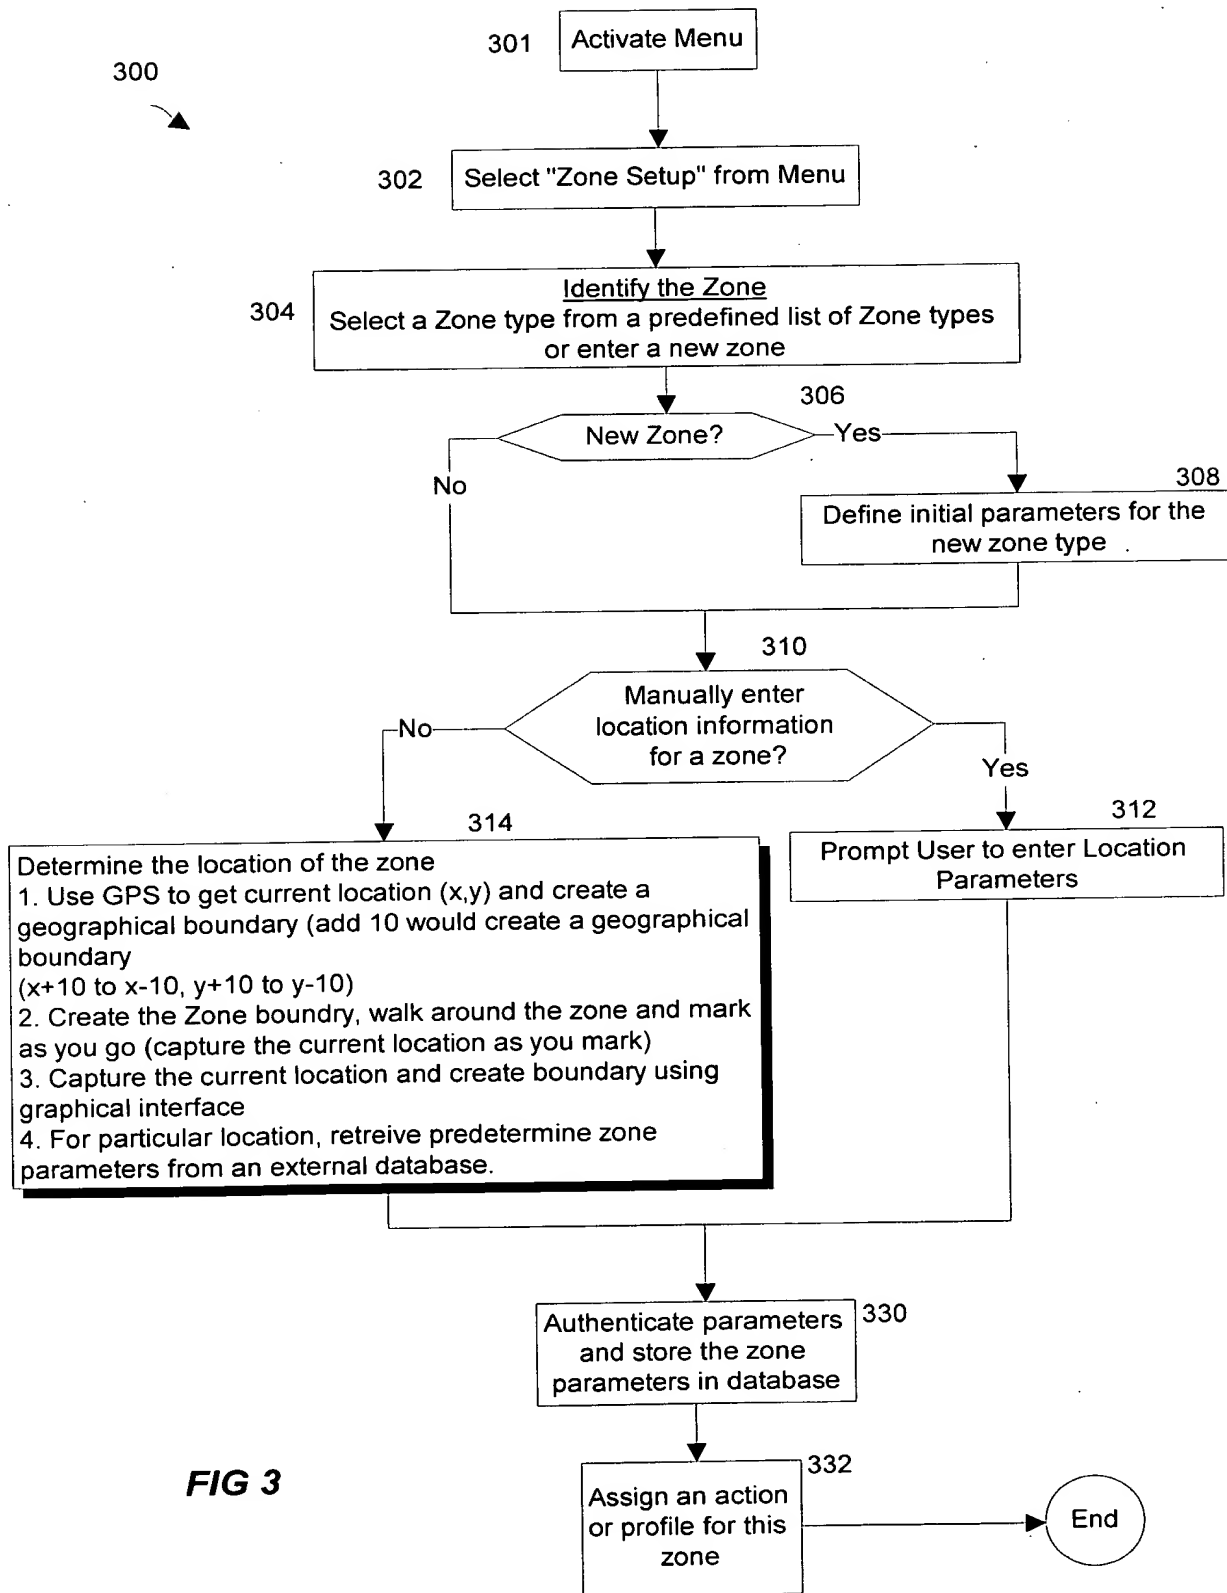 301
Activate Menu
300
302
Select "Zone Setup" from Menu
304
Identify the Zone
Select a Zone type from a predefined list of Zone types
or enter a new zone
306
New Zone?
Yes
No
308
Define initial parameters for the
new zone type
310
Manually enter
location information
for a zone?
No
Yes
314
Determine the location of the zone
1. Use GPS to get current location (x,y) and create a
geographical boundary (add 10 would create a geographical
boundary
(x+10 to x-10, y+10 to y-10)
2. Create the Zone boundry, walk around the zone and mark
as you go (capture the current location as you mark)
3. Capture the current location and create boundary using
graphical interface
4. For particular location, retreive predetermine zone
parameters from an external database.
312
Prompt User to enter Location
Parameters
330
Authenticate parameters
and store the zone
parameters in database
332
Assign an action
or profile for this
zone
End
FIG 3